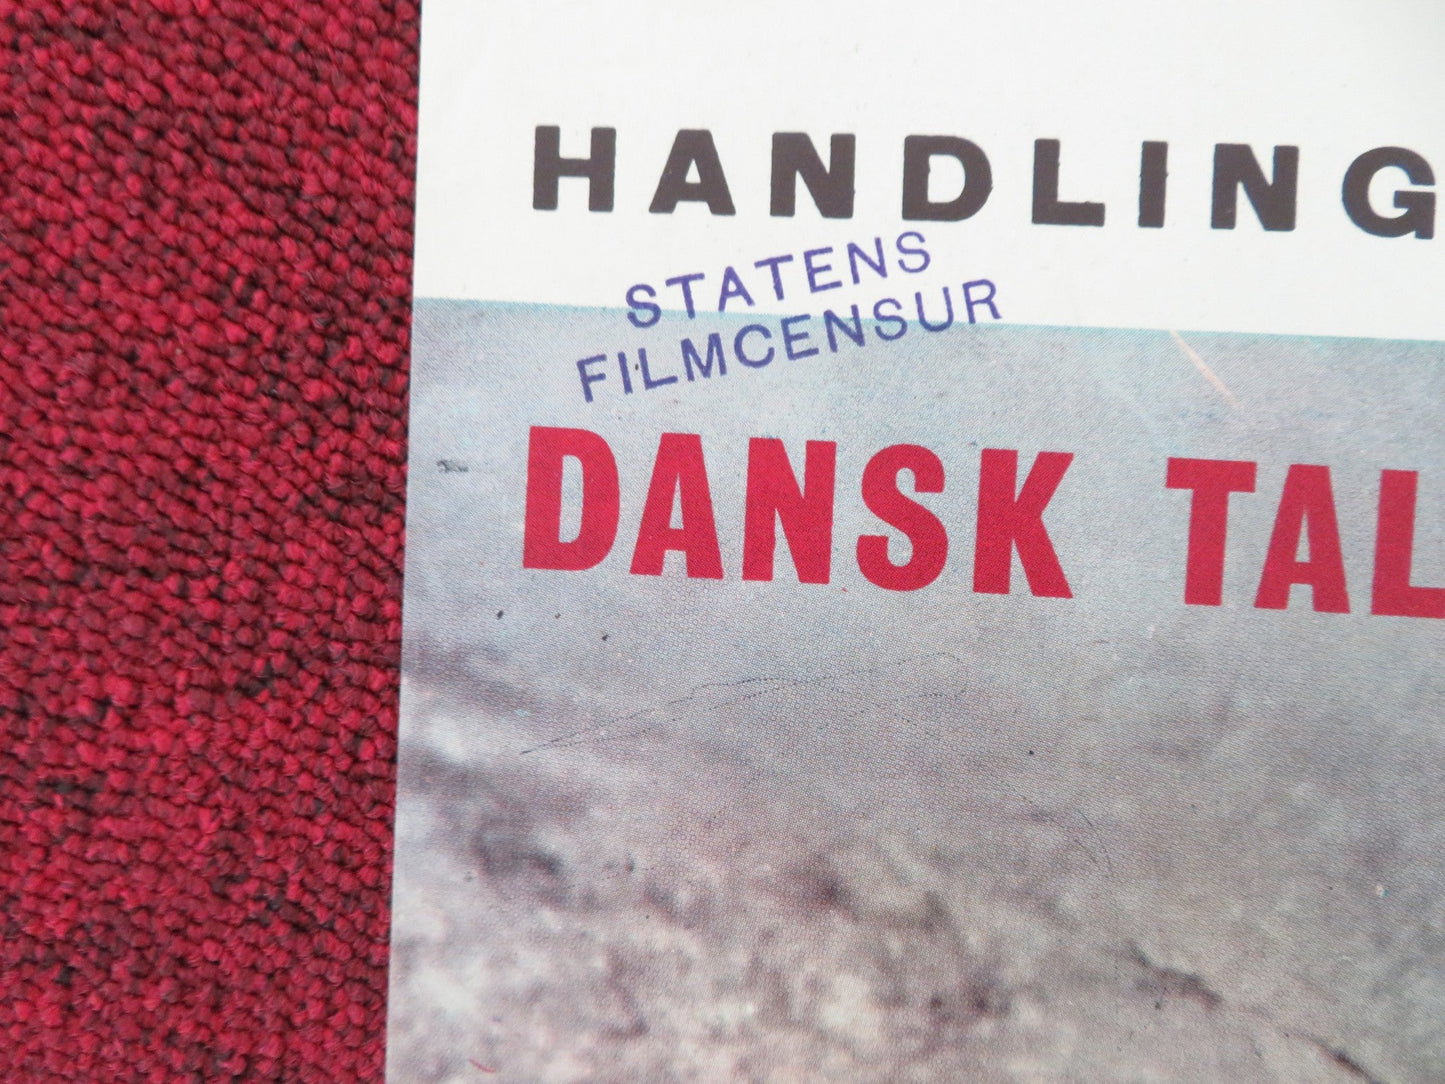 HANDLING
STATENS
FILMCENSUR
DANSK TAL